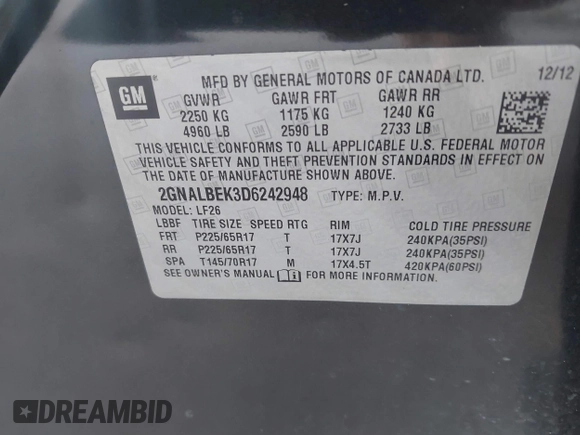 GM
MFD BY GENERAL MOTORS OF CANADA LTD. 12/12
GVWR GAWR FRT GAWR RR
2250 KG 1175 KG 1240 KG
4960 LB 2590 LB 2733 LB
THIS VEHICLE CONFORMS TO ALL APPLICABLE U.S. FEDERAL MOTOR
VEHICLE SAFETY AND THEFT PREVENTION STANDARDS IN EFFECT ON
THE DATE OF MANUFACTURE SHOWN ABOVE.
2GNALBEK3D6242948 TYPE: M.P.V.
MODEL: LF26
LBBF TIRE SIZE SPEED RTG RIM COLD TIRE PRESSURE
FRT P225/65R17 T 17X7J 240KPA(35PSI)
RR P225/65R17 T 17X7J 240KPA(35PSI)
SPA T145/70R17 M 17X4.5T 420KPA(60PSI)
SEE OWNER'S MANUAL FOR MORE INFORMATION.
DREAMBID